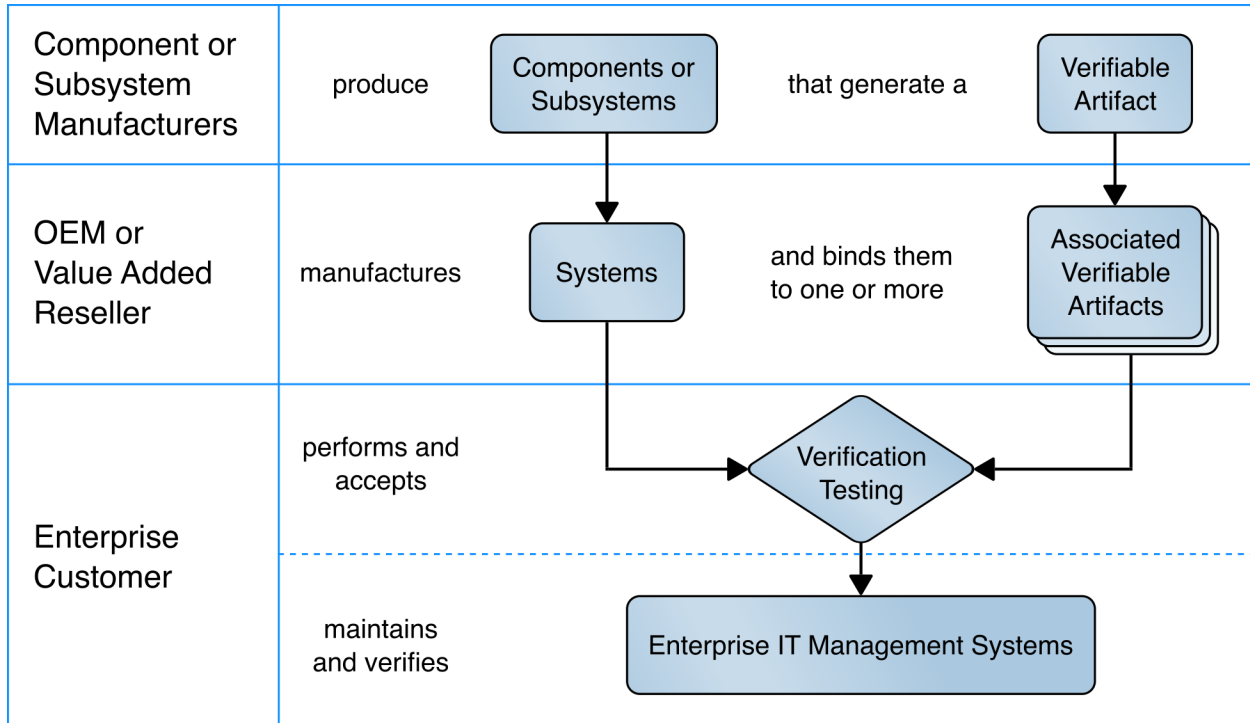 Component or
Subsystem
Manufacturers
produce
Components or
Subsystems
that generate a
Verifiable
Artifact
OEM or
Value Added
Reseller
manufactures
Systems
and binds them
to one or more
Associated
Verifiable
Artifacts
Enterprise
Customer
performs and
accepts
Verification
Testing
maintains
and verifies
Enterprise IT Management Systems